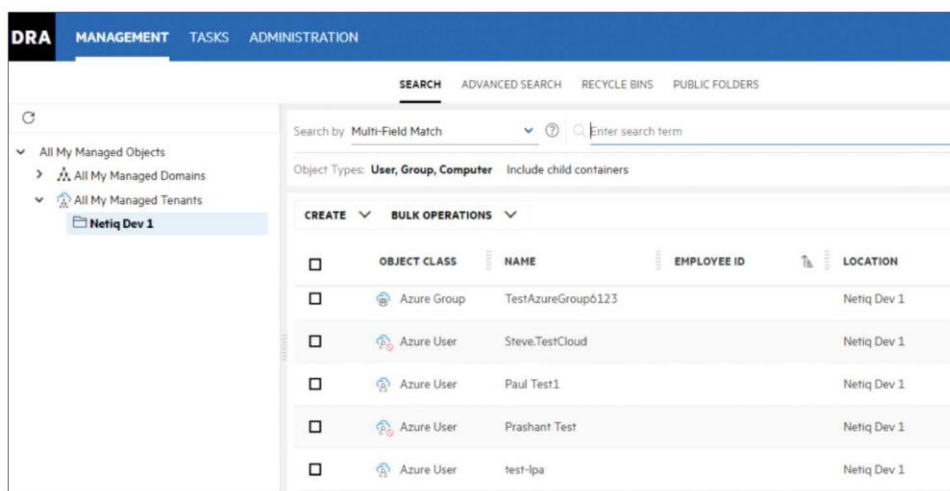 DRA MANAGEMENT TASKS ADMINISTRATION
SEARCH ADVANCED SEARCH RECYCLE BINS PUBLIC FOLDERS
All My Managed Objects
All My Managed Domains
All My Managed Tenants
Netiq Dev 1
Search by Multi-Field Match ? Enter search term
Object Types: User, Group, Computer Include child containers
CREATE BULK OPERATIONS
OBJECT CLASS NAME EMPLOYEE ID LOCATION
Azure Group TestAzureGroup6123 Netiq Dev 1
Azure User Steve.TestCloud Netiq Dev 1
Azure User Paul Test1 Netiq Dev 1
Azure User Prashant Test Netiq Dev 1
Azure User test-lpa Netiq Dev 1